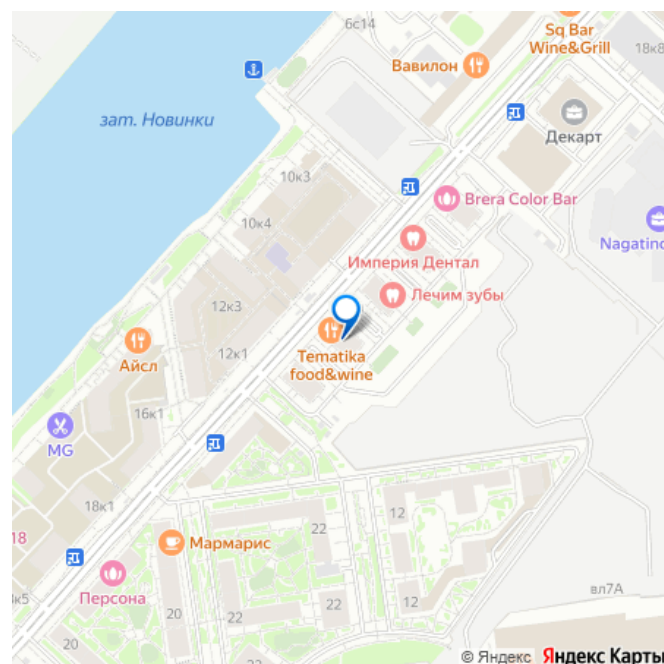 6с14
Sq Bar
Wine&Grill
18к8
Вавилон
зат. Новинки
Декарт
10к3
Brera Color Bar
10к4
Nagatino
Империя Дентал
Лечим зубы
12к3
Tematika
food&wine
Айсл
12к1
16к1
MG
18к1
18
22
12
22
12
Мармарис
вл7А
Персона
20
20
12
к5
© Яндекс Яндекс Карты